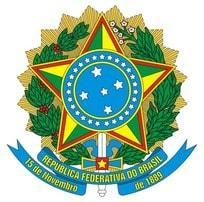 REPÚBLICA FEDERATIVA DO BRASIL
15 de Novembro
de 1889